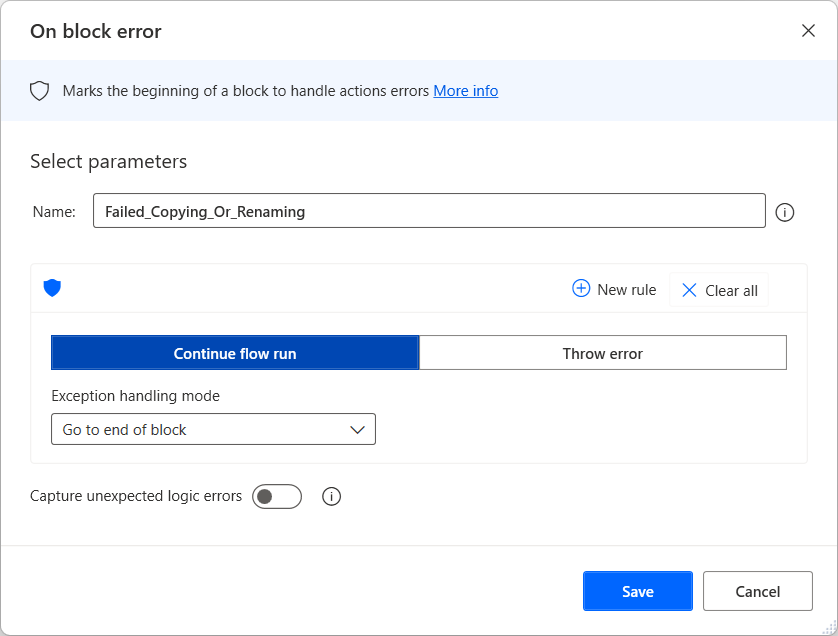 On block error
Marks the beginning of a block to handle actions errors More info
Select parameters
Name: Failed_Copying_Or_Renaming
New rule Clear all
Continue flow run Throw error
Exception handling mode
Go to end of block
Capture unexpected logic errors
Save Cancel